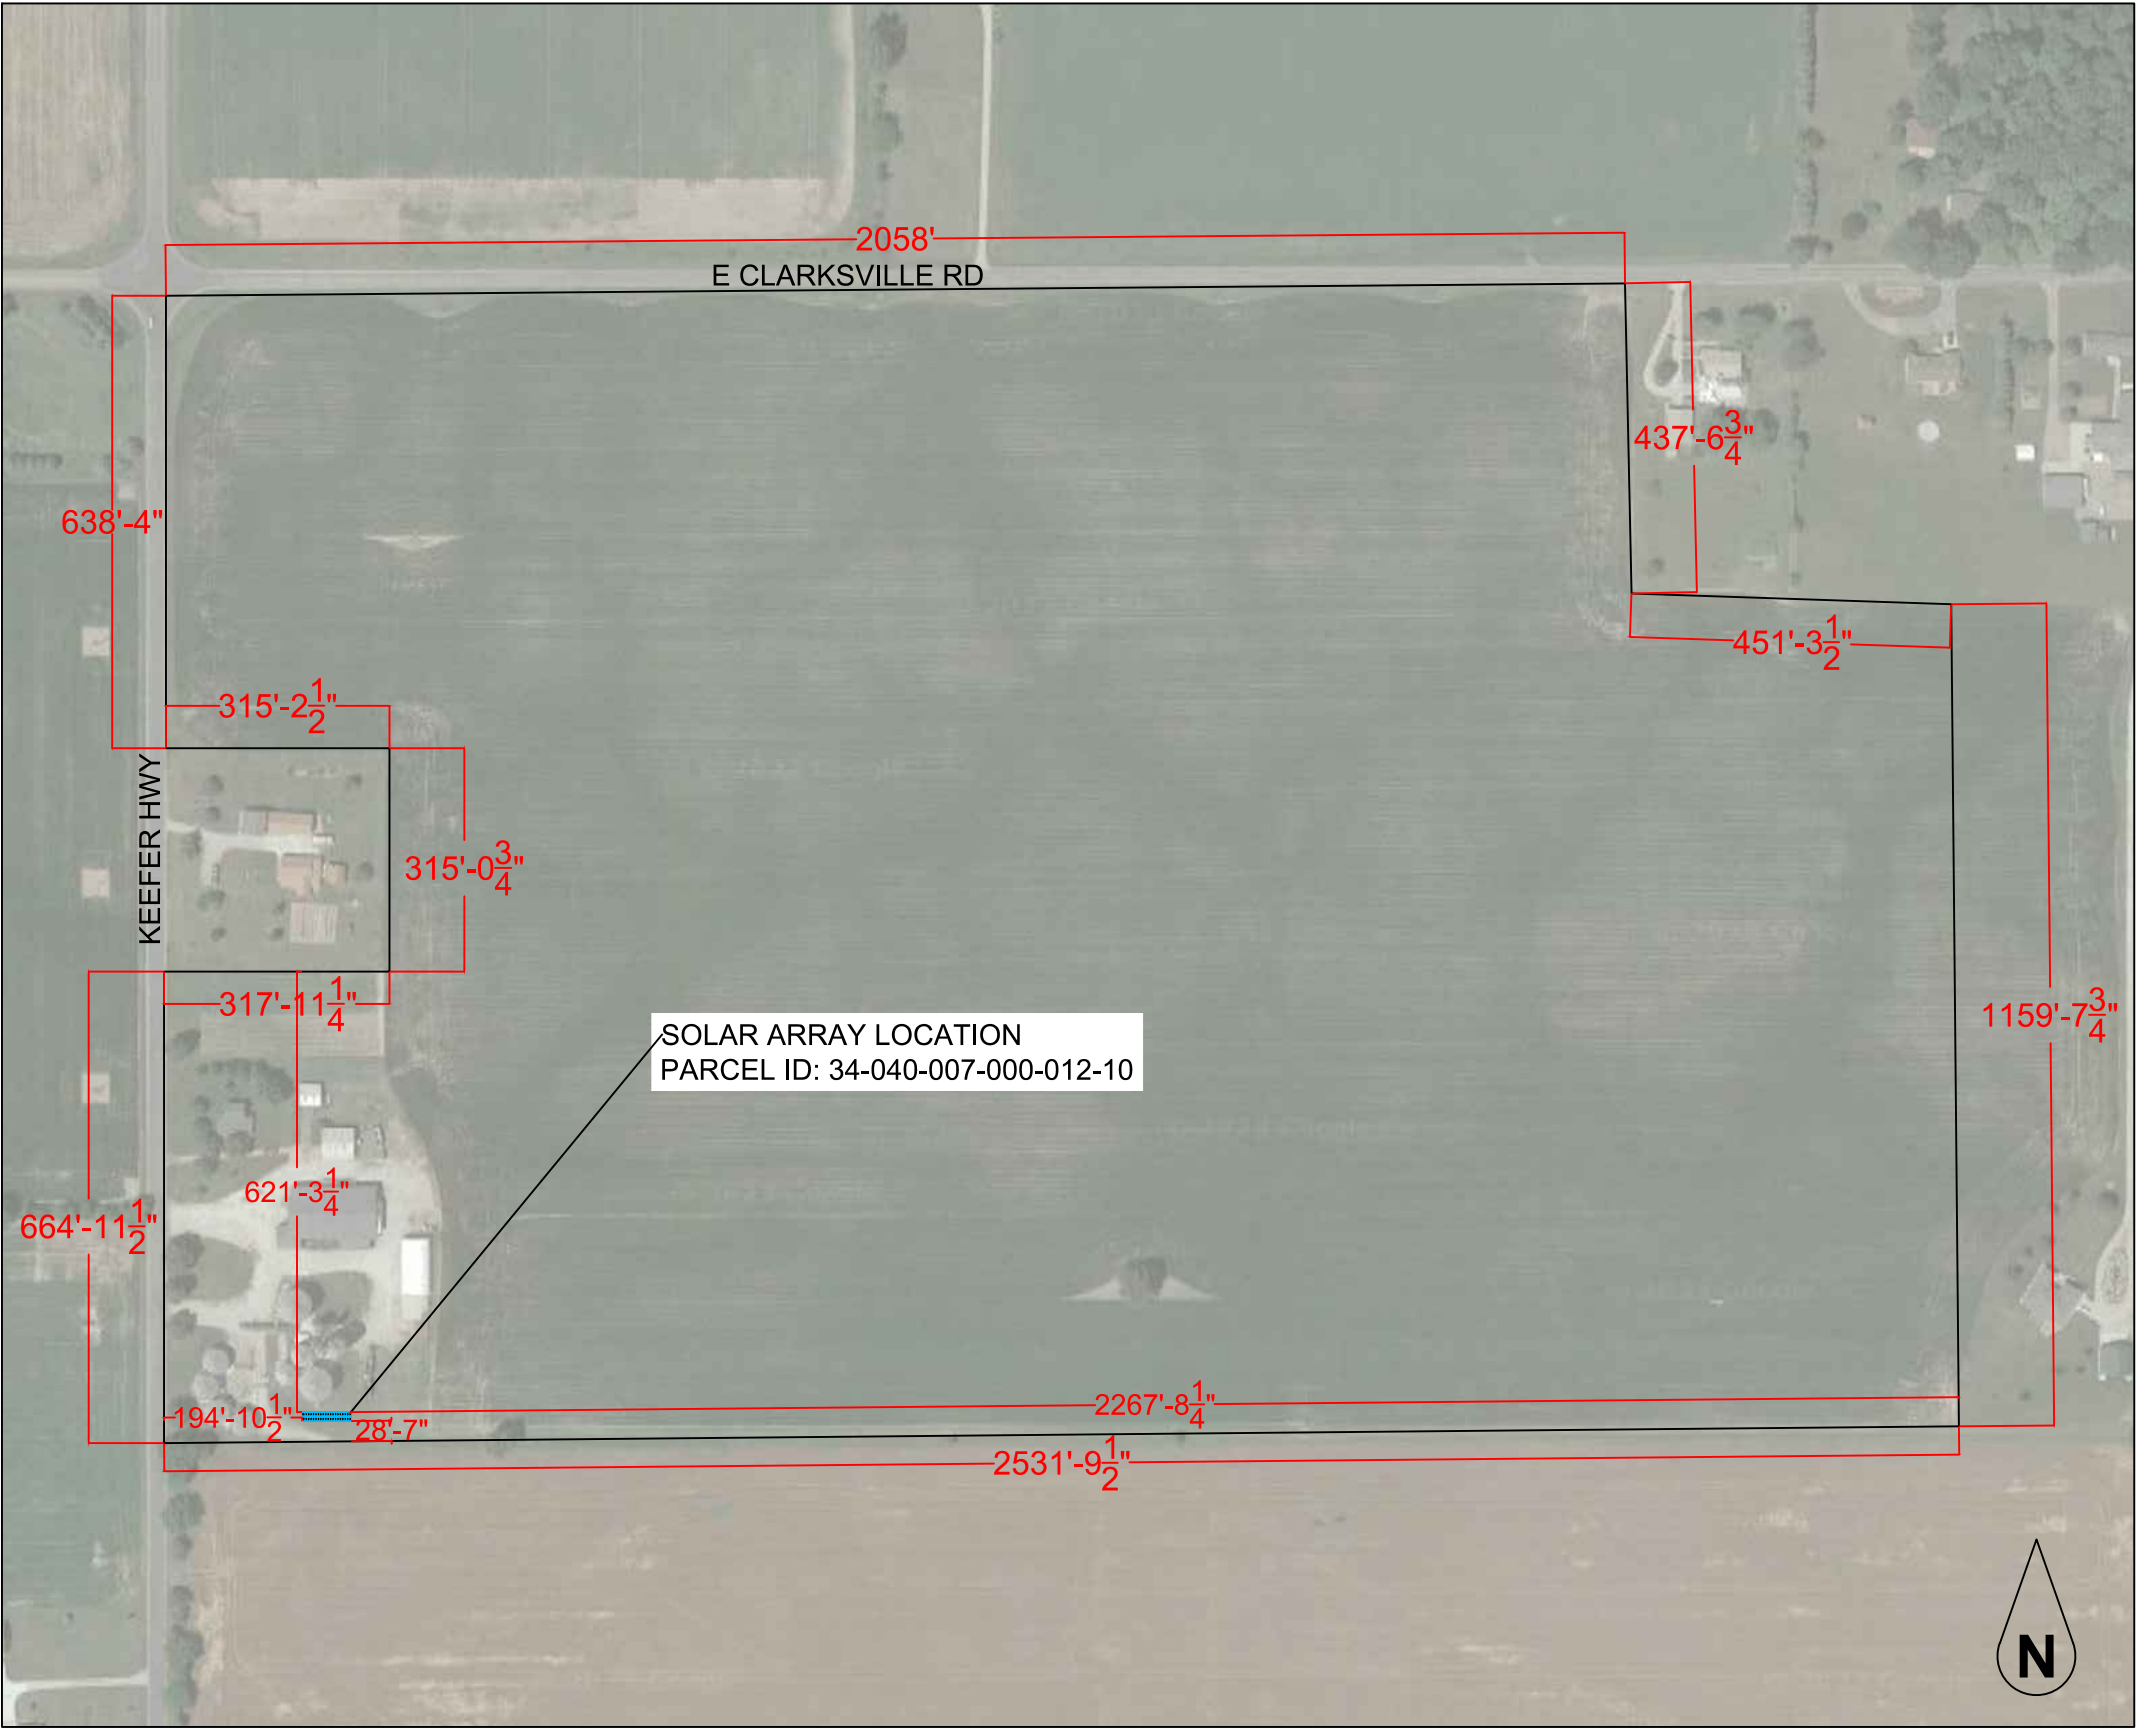 2058'
E CLARKSVILLE RD
437'-6 3/4"
638'-4"
451'-3 1/2"
315'-2 1/2"
KEEFER HWY
315'-0 3/4"
317'-11 1/4"
1159'-7 3/4"
SOLAR ARRAY LOCATION
PARCEL ID: 34-040-007-000-012-10
621'-3 1/4"
664'-11 1/2"
2267'-8 1/4"
194'-10 1/2"
28'-7"
2531'-9 1/2"
N